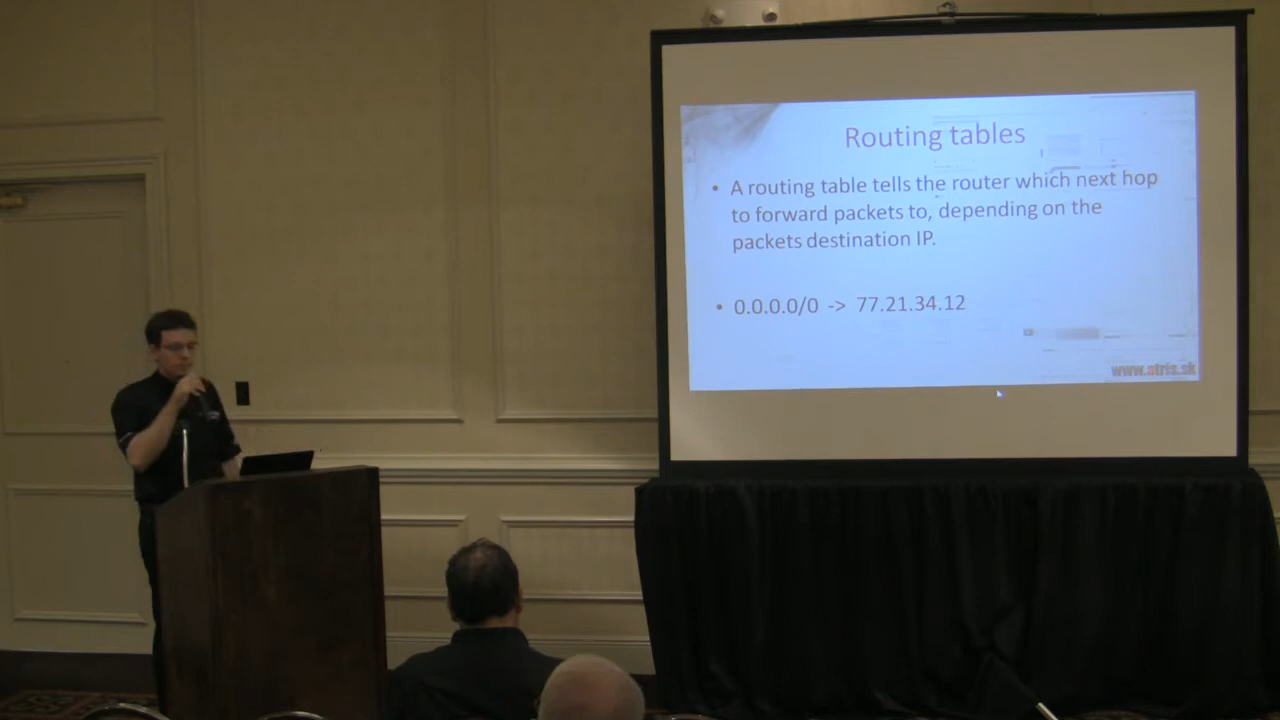 Routing tables
• A routing table tells the router which next hop
to forward packets to, depending on the
packets destination IP.
• 0.0.0.0/0 -> 77.21.34.12
www.atris.sk